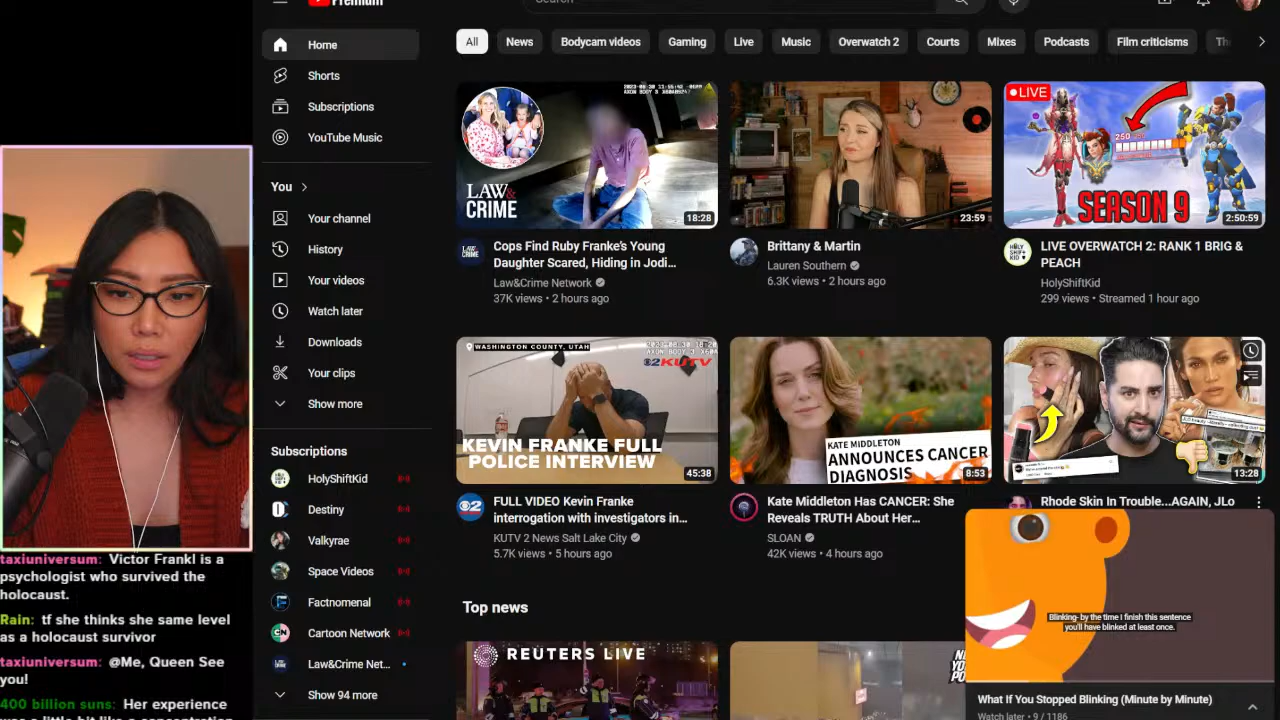 Premium
Search
Home
Shorts
Subscriptions
YouTube Music
You
Your channel
History
Your videos
Watch later
Downloads
Your clips
Show more
Subscriptions
HolyShiftKid
Destiny
Valkyrae
Space Videos
Factnomenal
Cartoon Network
Law&Crime Net...
Show 94 more
All
News
Bodycam videos
Gaming
Live
Music
Overwatch 2
Courts
Mixes
Podcasts
Film criticisms
LAW&
CRIME
18:28
Cops Find Ruby Franke's Young
Daughter Scared, Hiding in Jodi...
Law&Crime Network
37K views • 2 hours ago
23:59
Brittany & Martin
Lauren Southern
6.3K views • 2 hours ago
LIVE
250
SEASON 9
2:50:59
LIVE OVERWATCH 2: RANK 1 BRIG &
PEACH
HolyShiftKid
299 views • Streamed 1 hour ago
WASHINGTON COUNTY, UTAH
2KUTV
KEVIN FRANKE FULL
POLICE INTERVIEW
45:38
FULL VIDEO Kevin Franke
interrogation with investigators in...
KUTV 2 News Salt Lake City
5.7K views • 5 hours ago
KATE MIDDLETON
ANNOUNCES CANCER
DIAGNOSIS
8:53
Kate Middleton Has CANCER: She
Reveals TRUTH About Her...
SLOAN
42K views • 4 hours ago
13:28
Rhode Skin In Trouble...AGAIN, JLo
Top news
REUTERS LIVE
Blinking- by the time I finish this sentence
you'll have blinked at least once.
What If You Stopped Blinking (Minute by Minute)
Watch later • 9 / 1186
taxiuniversum: Victor Frankl is a
psychologist who survived the
holocaust.
Rain: tf she thinks she same level
as a holocaust survivor
taxiuniversum: @Me, Queen See
you!
400 billion suns: Her experience
was a little bit like a concentration